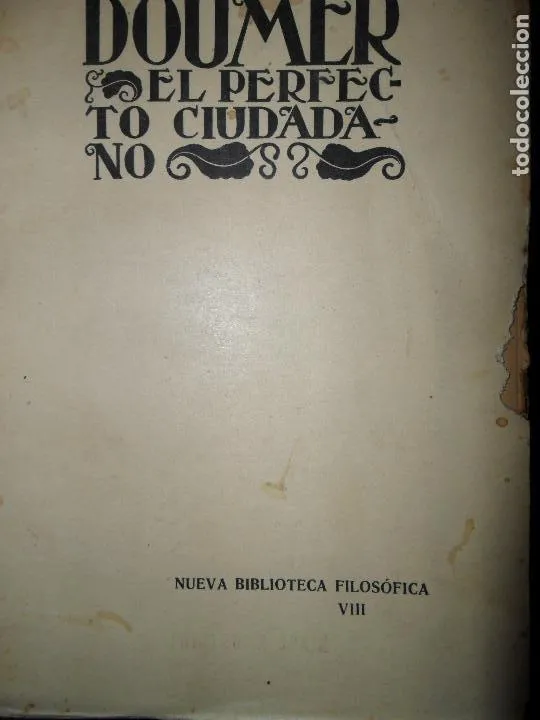 DOUMER
EL PERFEC-
TO CIUDADA-
NO
NUEVA BIBLIOTECA FILOSÓFICA
VIII
todocoleccion